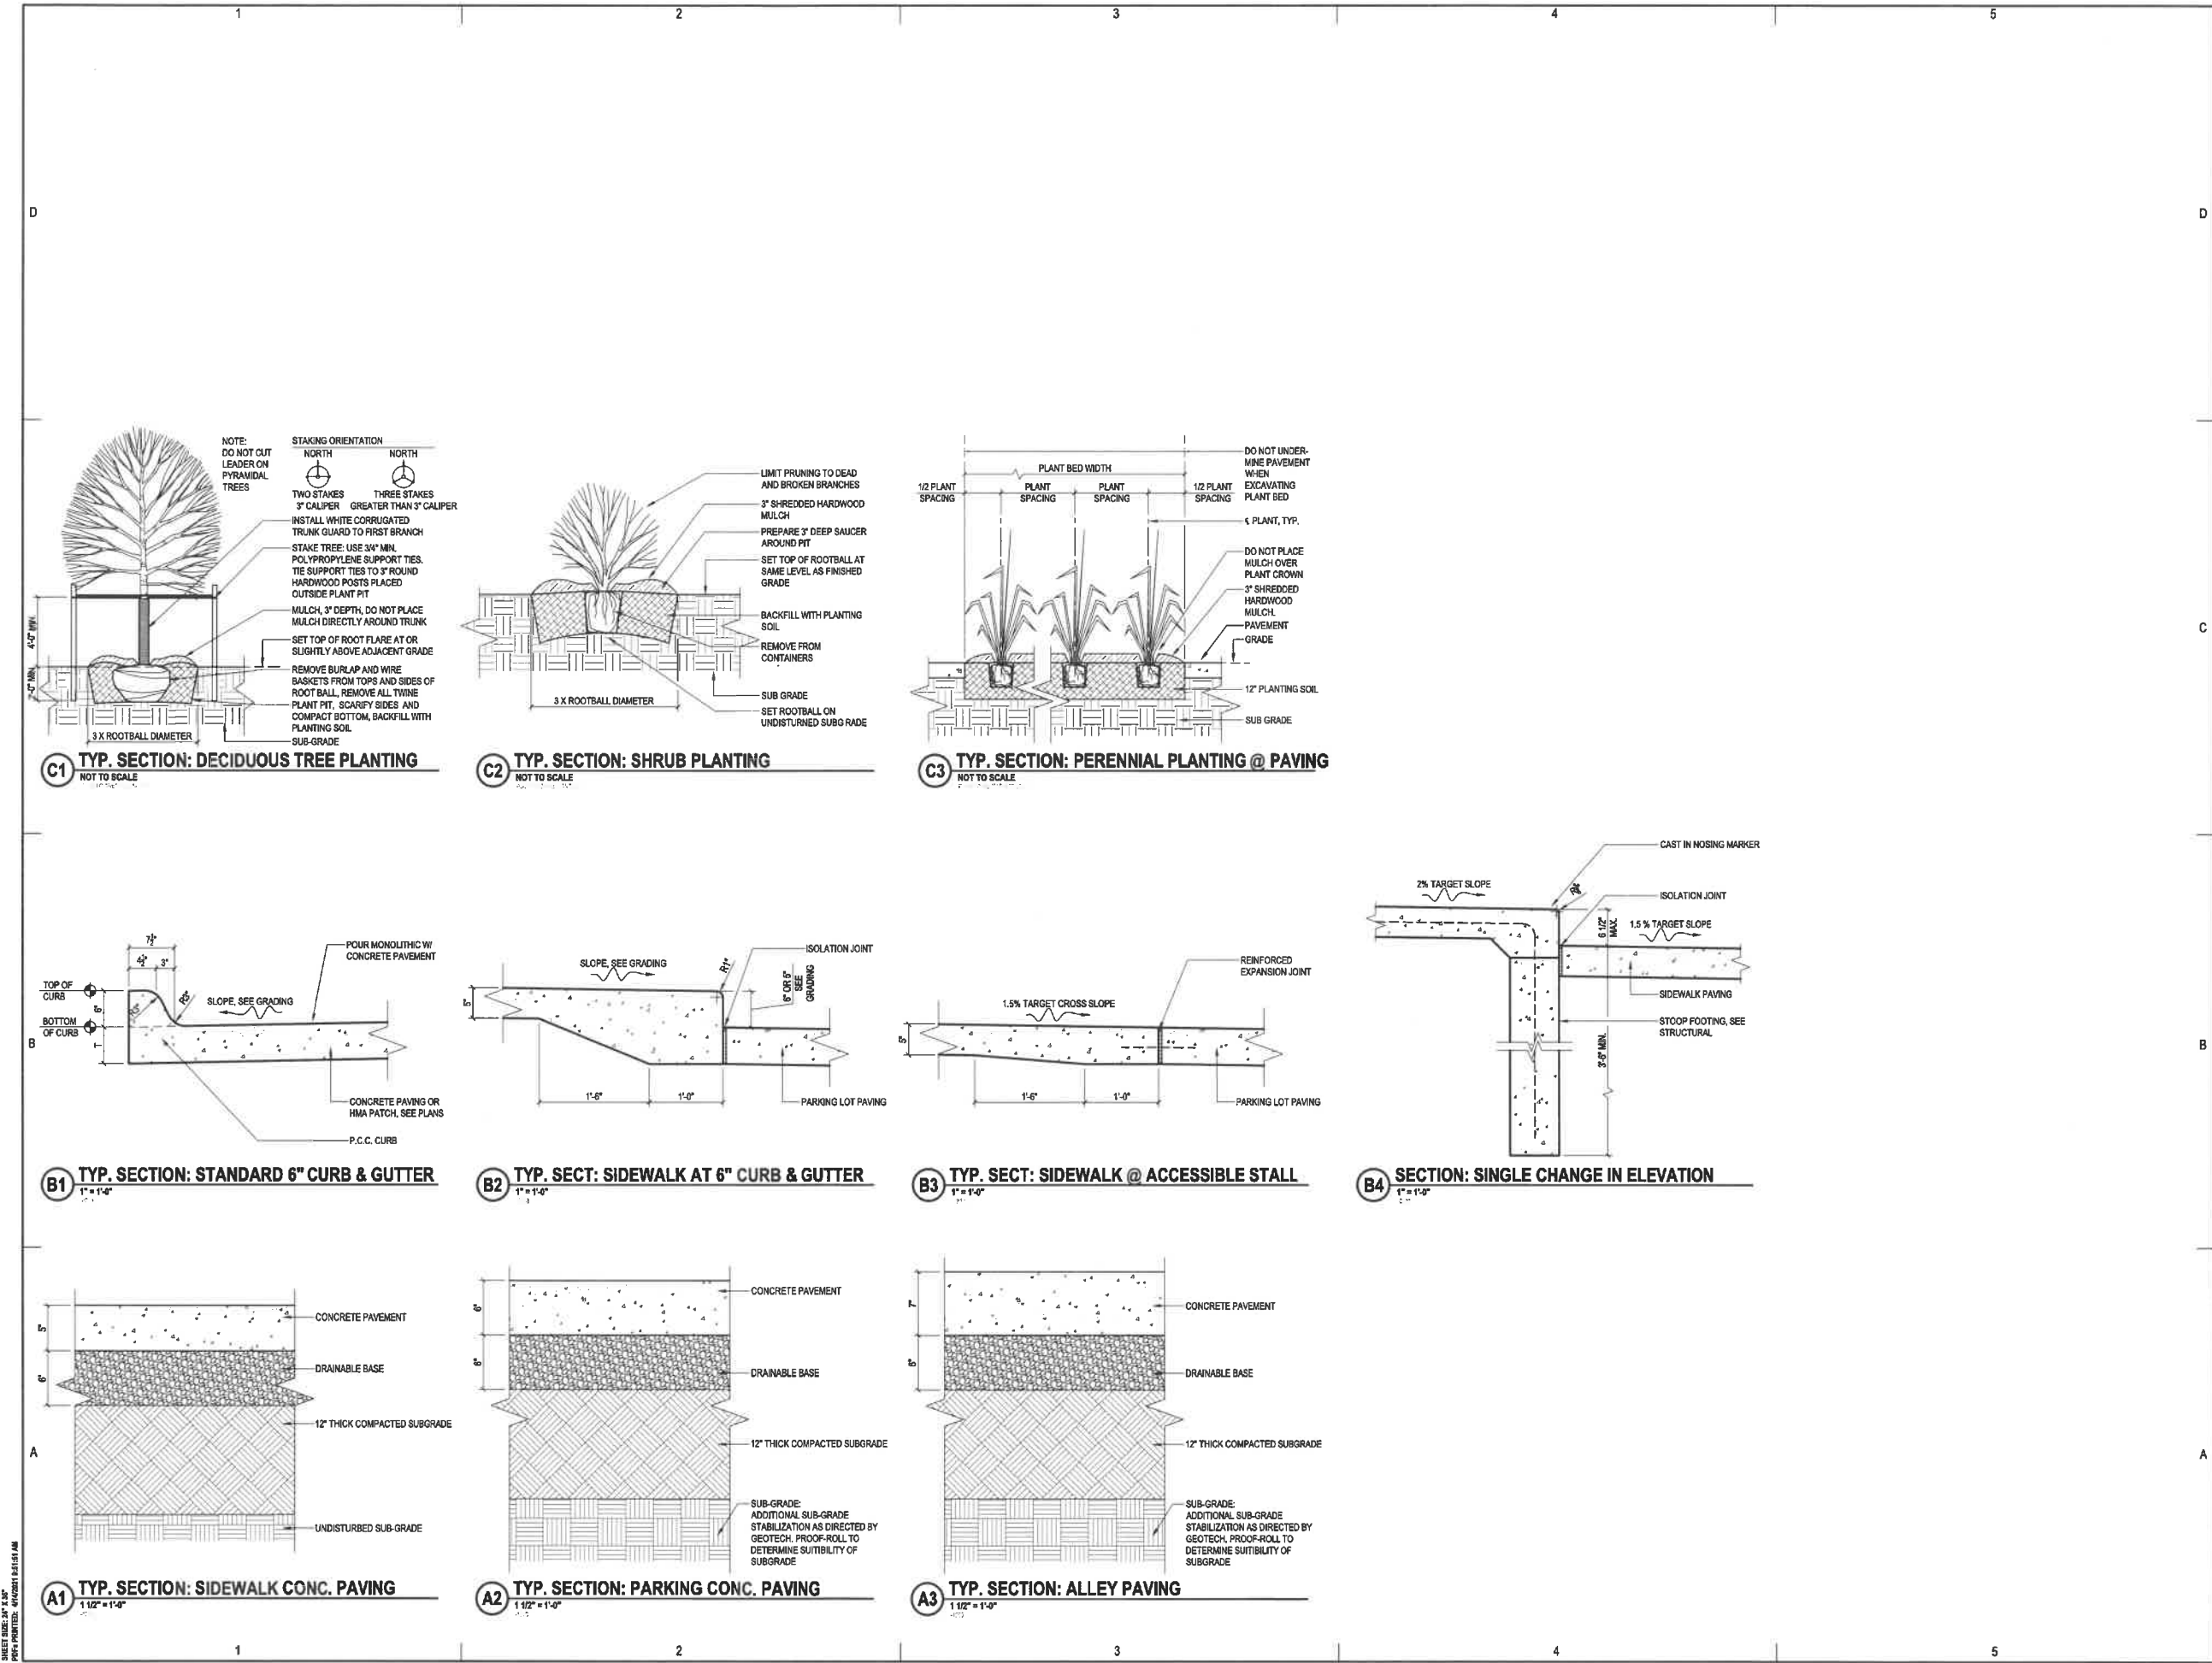 1 2 3 4 5
D D
NOTE:
DO NOT CUT
LEADER ON
PYRAMIDAL
TREES
STAKING ORIENTATION
NORTH NORTH
TWO STAKES THREE STAKES
3" CALIPER GREATER THAN 3" CALIPER
INSTALL WHITE CORRUGATED
TRUNK GUARD TO FIRST BRANCH
STAKE TREE: USE 3/4" MIN.
POLYPROPYLENE SUPPORT TIES.
TIE SUPPORT TIES TO 3" ROUND
HARDWOOD POSTS PLACED
OUTSIDE PLANT PIT
MULCH, 3" DEPTH, DO NOT PLACE
MULCH DIRECTLY AROUND TRUNK
SET TOP OF ROOT FLARE AT OR
SLIGHTLY ABOVE ADJACENT GRADE
REMOVE BURLAP AND WIRE
BASKETS FROM TOPS AND SIDES OF
ROOT BALL, REMOVE ALL TWINE
PLANT PIT, SCARIFY SIDES AND
COMPACT BOTTOM, BACKFILL WITH
PLANTING SOIL
SUB-GRADE
4'-0" MIN.
MIN.
3 X ROOTBALL DIAMETER
C1 TYP. SECTION: DECIDUOUS TREE PLANTING
NOT TO SCALE
LIMIT PRUNING TO DEAD
AND BROKEN BRANCHES
3" SHREDDED HARDWOOD
MULCH
PREPARE 3" DEEP SAUCER
AROUND PIT
SET TOP OF ROOTBALL AT
SAME LEVEL AS FINISHED
GRADE
BACKFILL WITH PLANTING
SOIL
REMOVE FROM
CONTAINERS
SUB GRADE
SET ROOTBALL ON
UNDISTURNED SUBG RADE
3 X ROOTBALL DIAMETER
C2 TYP. SECTION: SHRUB PLANTING
NOT TO SCALE
PLANT BED WIDTH
1/2 PLANT PLANT PLANT 1/2 PLANT
SPACING SPACING SPACING SPACING
DO NOT UNDER-
MINE PAVEMENT
WHEN
EXCAVATING
PLANT BED
PLANT, TYP.
DO NOT PLACE
MULCH OVER
PLANT CROWN
3" SHREDDED
HARDWOOD
MULCH.
PAVEMENT
GRADE
12" PLANTING SOIL
SUB GRADE
C3 TYP. SECTION: PERENNIAL PLANTING @ PAVING
NOT TO SCALE
C
POUR MONOLITHIC W/
CONCRETE PAVEMENT
3"
TOP OF
CURB
6"
BOTTOM
OF CURB
R3"
R3"
SLOPE, SEE GRADING
CONCRETE PAVING OR
HMA PATCH, SEE PLANS
P.C.C. CURB
B1 TYP. SECTION: STANDARD 6" CURB & GUTTER
1" = 1'-0"
SLOPE, SEE GRADING
R1"
ISOLATION JOINT
6" OR 5"
SEE
GRADING
5"
1'-6" 1'-0"
PARKING LOT PAVING
B2 TYP. SECT: SIDEWALK AT 6" CURB & GUTTER
1" = 1'-0"
REINFORCED
EXPANSION JOINT
1.5% TARGET CROSS SLOPE
5"
1'-6" 1'-0"
PARKING LOT PAVING
B3 TYP. SECT: SIDEWALK @ ACCESSIBLE STALL
1" = 1'-0"
CAST IN NOSING MARKER
2% TARGET SLOPE
ISOLATION JOINT
6 1/2"
MAX.
1.5 % TARGET SLOPE
SIDEWALK PAVING
STOOP FOOTING, SEE
STRUCTURAL
3'-6" MIN.
B4 SECTION: SINGLE CHANGE IN ELEVATION
1" = 1'-0"
B B
CONCRETE PAVEMENT
5"
DRAINABLE BASE
6"
12" THICK COMPACTED SUBGRADE
UNDISTURBED SUB-GRADE
A1 TYP. SECTION: SIDEWALK CONC. PAVING
1 1/2" = 1'-0"
CONCRETE PAVEMENT
6"
DRAINABLE BASE
6"
12" THICK COMPACTED SUBGRADE
SUB-GRADE:
ADDITIONAL SUB-GRADE
STABILIZATION AS DIRECTED BY
GEOTECH. PROOF-ROLL TO
DETERMINE SUITIBILITY OF
SUBGRADE
A2 TYP. SECTION: PARKING CONC. PAVING
1 1/2" = 1'-0"
CONCRETE PAVEMENT
7"
DRAINABLE BASE
6"
12" THICK COMPACTED SUBGRADE
SUB-GRADE:
ADDITIONAL SUB-GRADE
STABILIZATION AS DIRECTED BY
GEOTECH. PROOF-ROLL TO
DETERMINE SUITIBILITY OF
SUBGRADE
A3 TYP. SECTION: ALLEY PAVING
1 1/2" = 1'-0"
A A
SHEET SIZE: 24" X 36"
PDFs PRINTED:
1 2 3 4 5